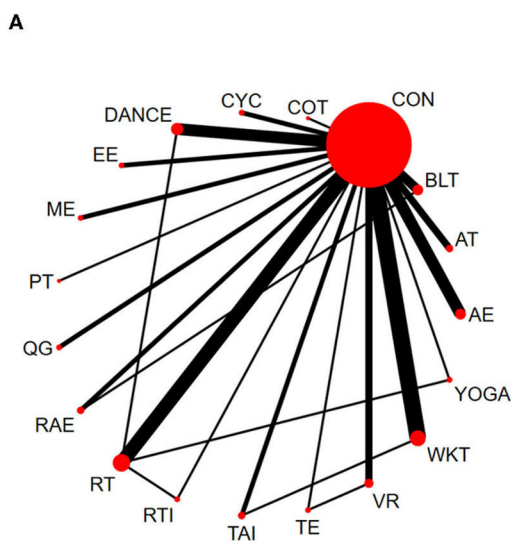 A
CYC
COT
CON
DANCE
EE
BLT
ME
AT
PT
AE
QG
YOGA
RAE
WKT
RT
VR
RTI
TE
TAI